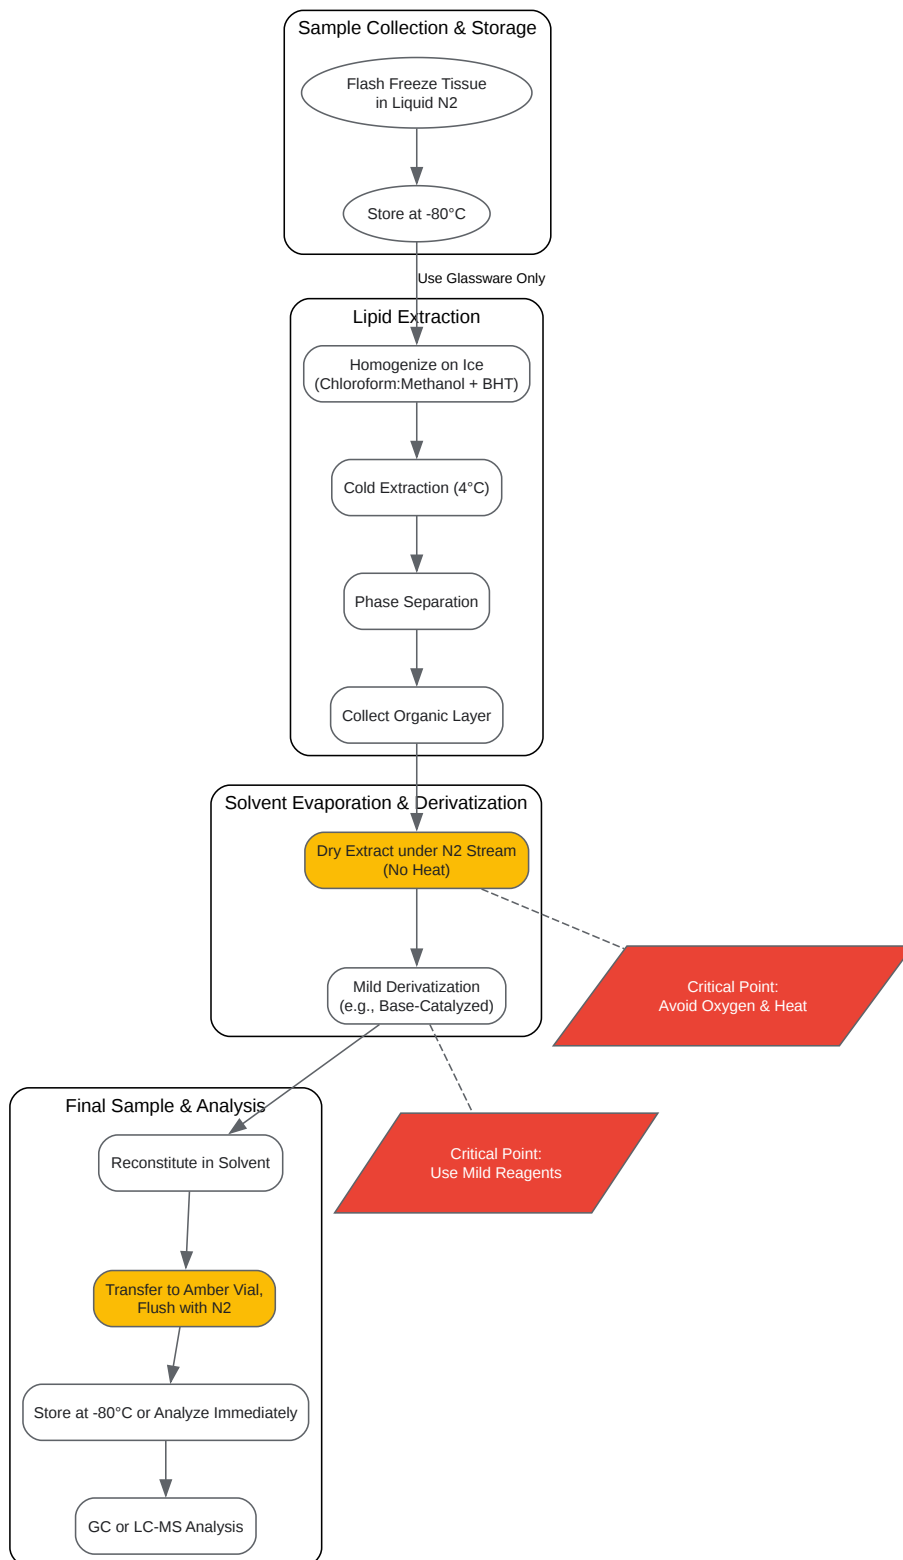 Sample Collection & Storage
Flash Freeze Tissue
in Liquid N2
Store at -80°C
Use Glassware Only
Lipid Extraction
Homogenize on Ice
(Chloroform:Methanol + BHT)
Cold Extraction (4°C)
Phase Separation
Collect Organic Layer
Solvent Evaporation & Derivatization
Dry Extract under N2 Stream
(No Heat)
Mild Derivatization
(e.g., Base-Catalyzed)
Critical Point:
Avoid Oxygen & Heat
Final Sample & Analysis
Critical Point:
Use Mild Reagents
Reconstitute in Solvent
Transfer to Amber Vial,
Flush with N2
Store at -80°C or Analyze Immediately
GC or LC-MS Analysis